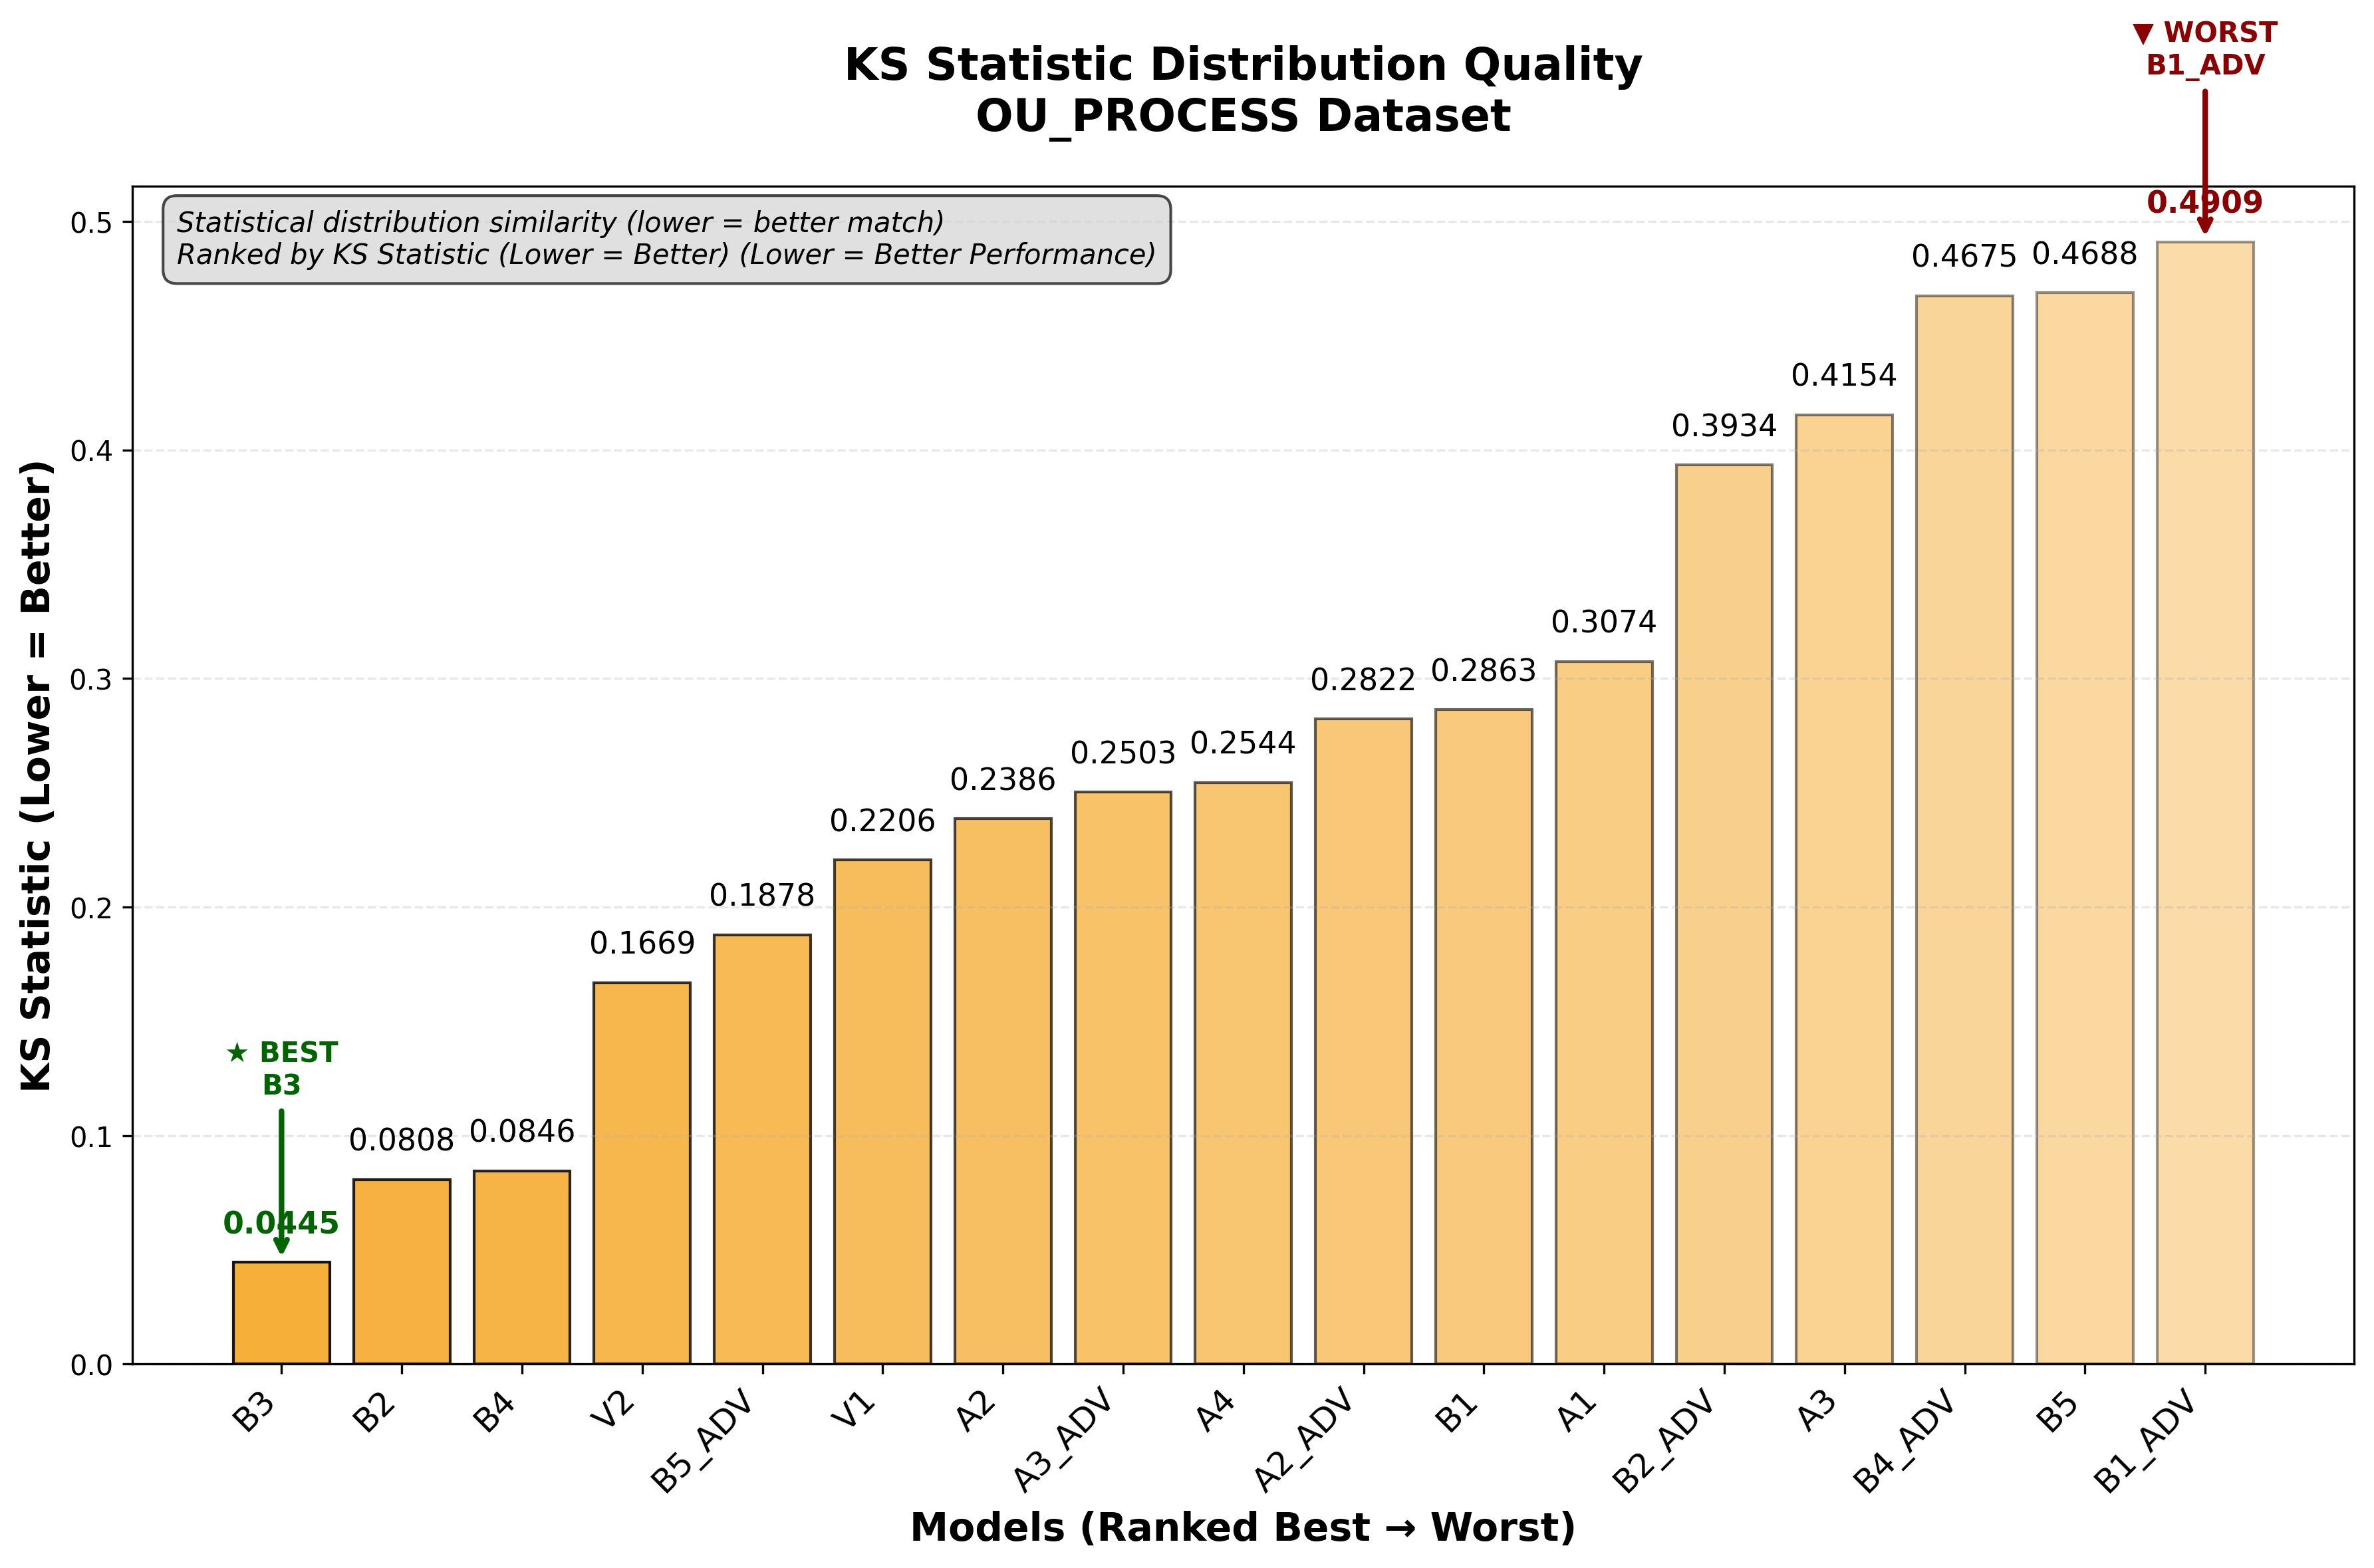 ▼ WORST
B1_ADV
KS Statistic Distribution Quality
OU_PROCESS Dataset
Statistical distribution similarity (lower = better match)
Ranked by KS Statistic (Lower = Better) (Lower = Better Performance)
KS Statistic (Lower = Better)
0.5
0.4
0.3
0.2
0.1
0.0
★ BEST
B3
0.0445
0.0808
0.0846
0.1669
0.1878
0.2206
0.2386
0.2503
0.2544
0.2822
0.2863
0.3074
0.3934
0.4154
0.4675
0.4688
0.4909
B3
B2
B4
V2
B5_ADV
V1
A2
A3_ADV
A4
A2_ADV
B1
A1
B2_ADV
A3
B4_ADV
B5
B1_ADV
Models (Ranked Best → Worst)